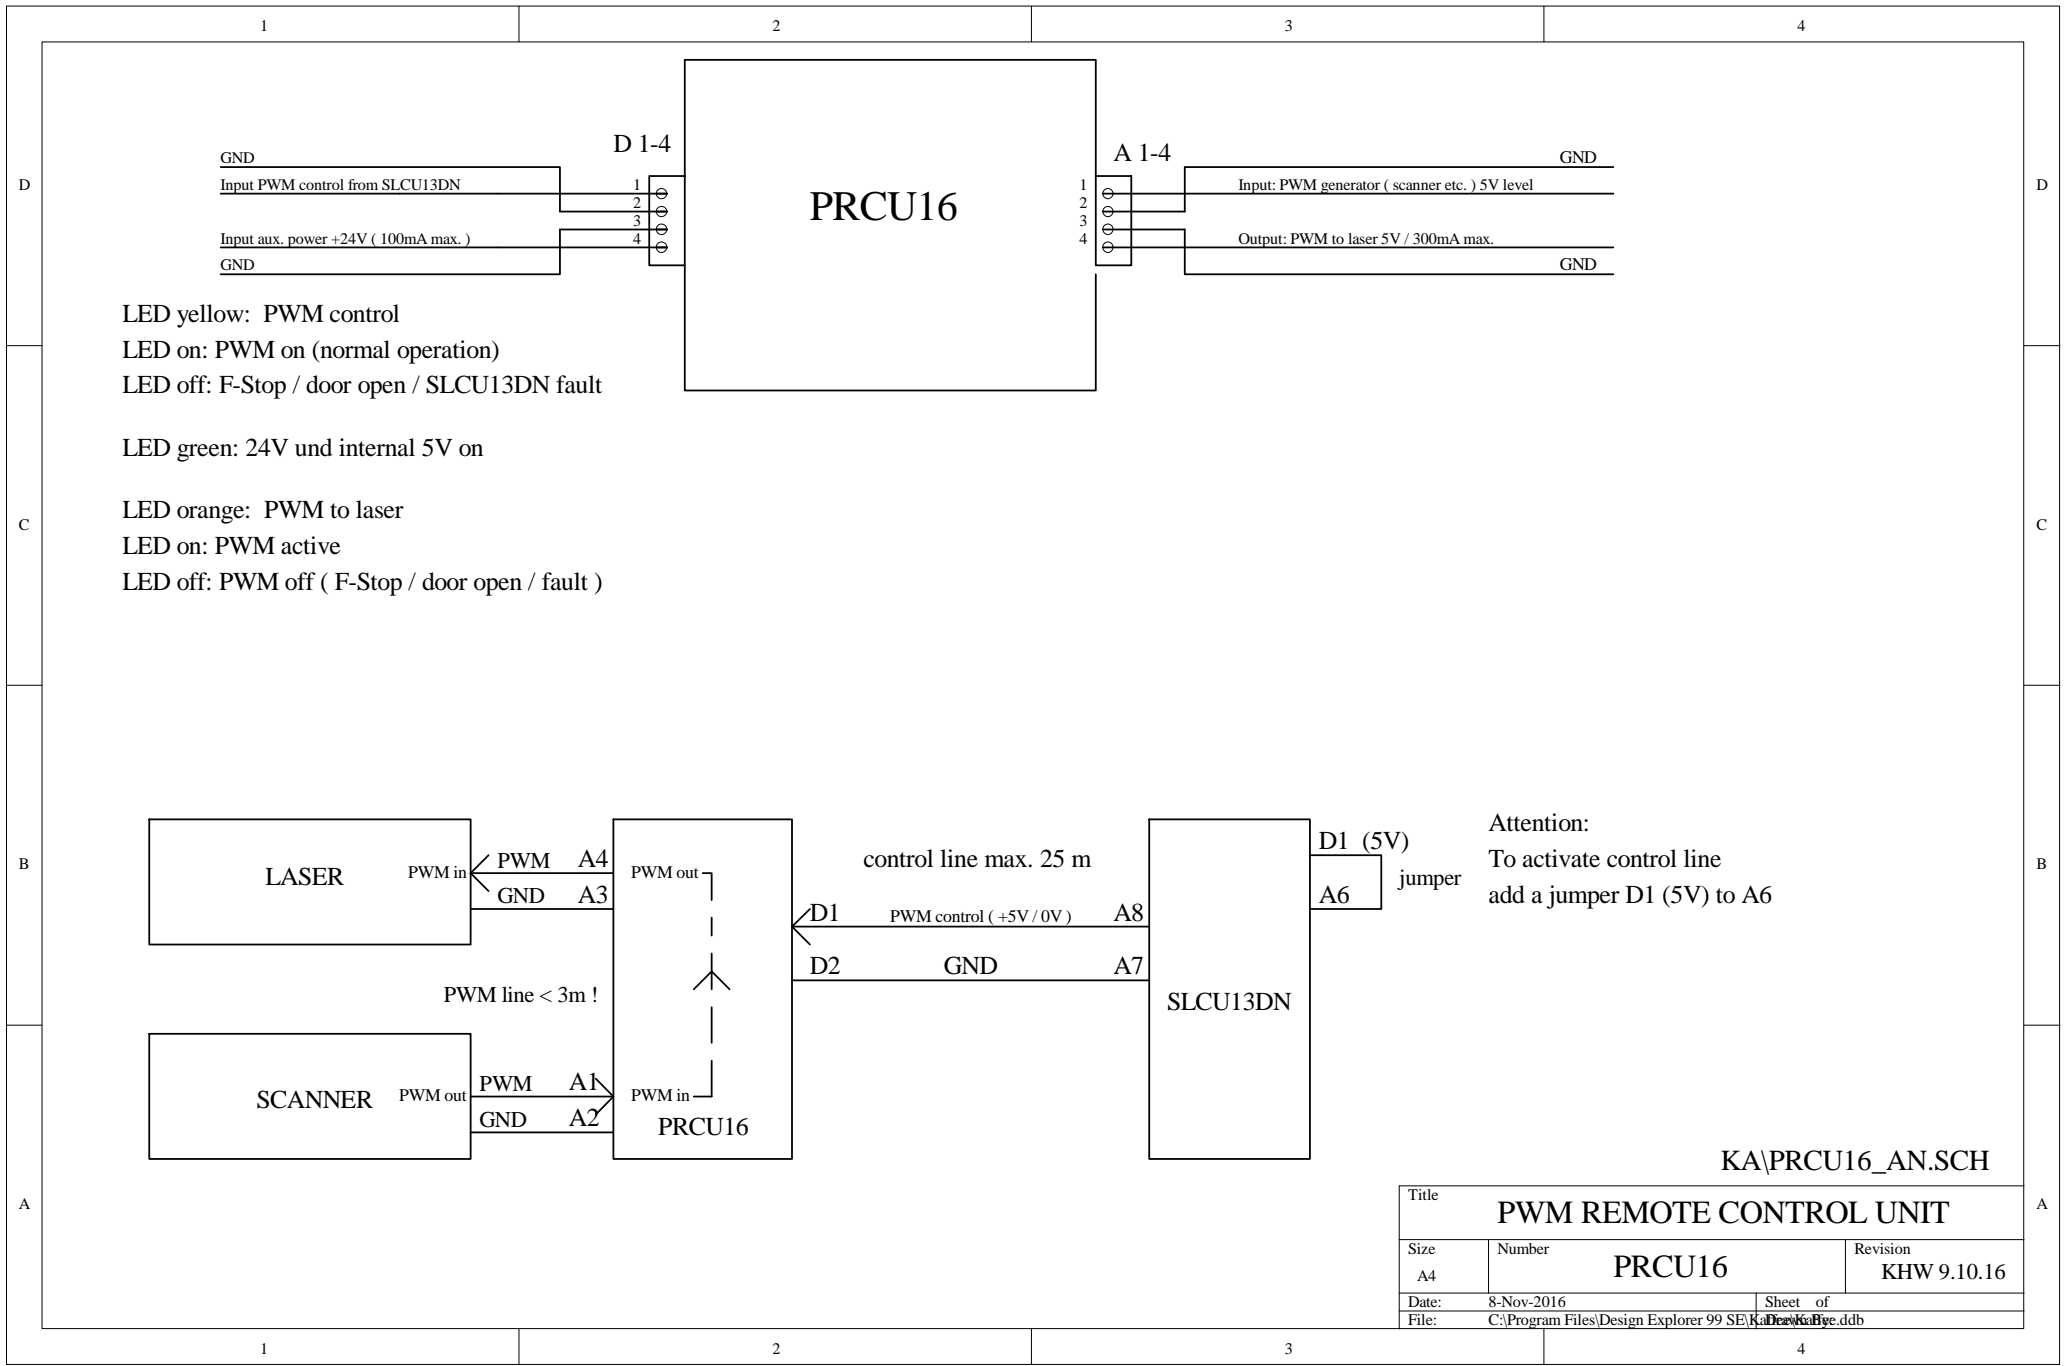 1 2 3 4
D 1-4
A 1-4
PRCU16
GND
Input PWM control from SLCU13DN
Input aux. power +24V ( 100mA max. )
GND
1
2
3
4
1
2
3
4
GND
Input: PWM generator ( scanner etc. ) 5V level
Output: PWM to laser 5V / 300mA max.
GND
D
D
LED yellow: PWM control
LED on: PWM on (normal operation)
LED off: F-Stop / door open / SLCU13DN fault
LED green: 24V und internal 5V on
LED orange: PWM to laser
LED on: PWM active
LED off: PWM off ( F-Stop / door open / fault )
C
C
LASER
PWM in
PWM A4
GND A3
PWM out
control line max. 25 m
D1 PWM control ( +5V / 0V ) A8
D2 GND A7
SLCU13DN
D1 (5V)
jumper
A6
Attention:
To activate control line
add a jumper D1 (5V) to A6
B
B
PWM line < 3m !
SCANNER
PWM out
PWM A1
GND A2
PWM in
PRCU16
KA\PRCU16_AN.SCH
A
A
Title
PWM REMOTE CONTROL UNIT
Size
A4
Number
PRCU16
Revision
KHW 9.10.16
Date: 8-Nov-2016
Sheet of
File: C:\Program Files\Design Explorer 99 SE\
1 2 3 4